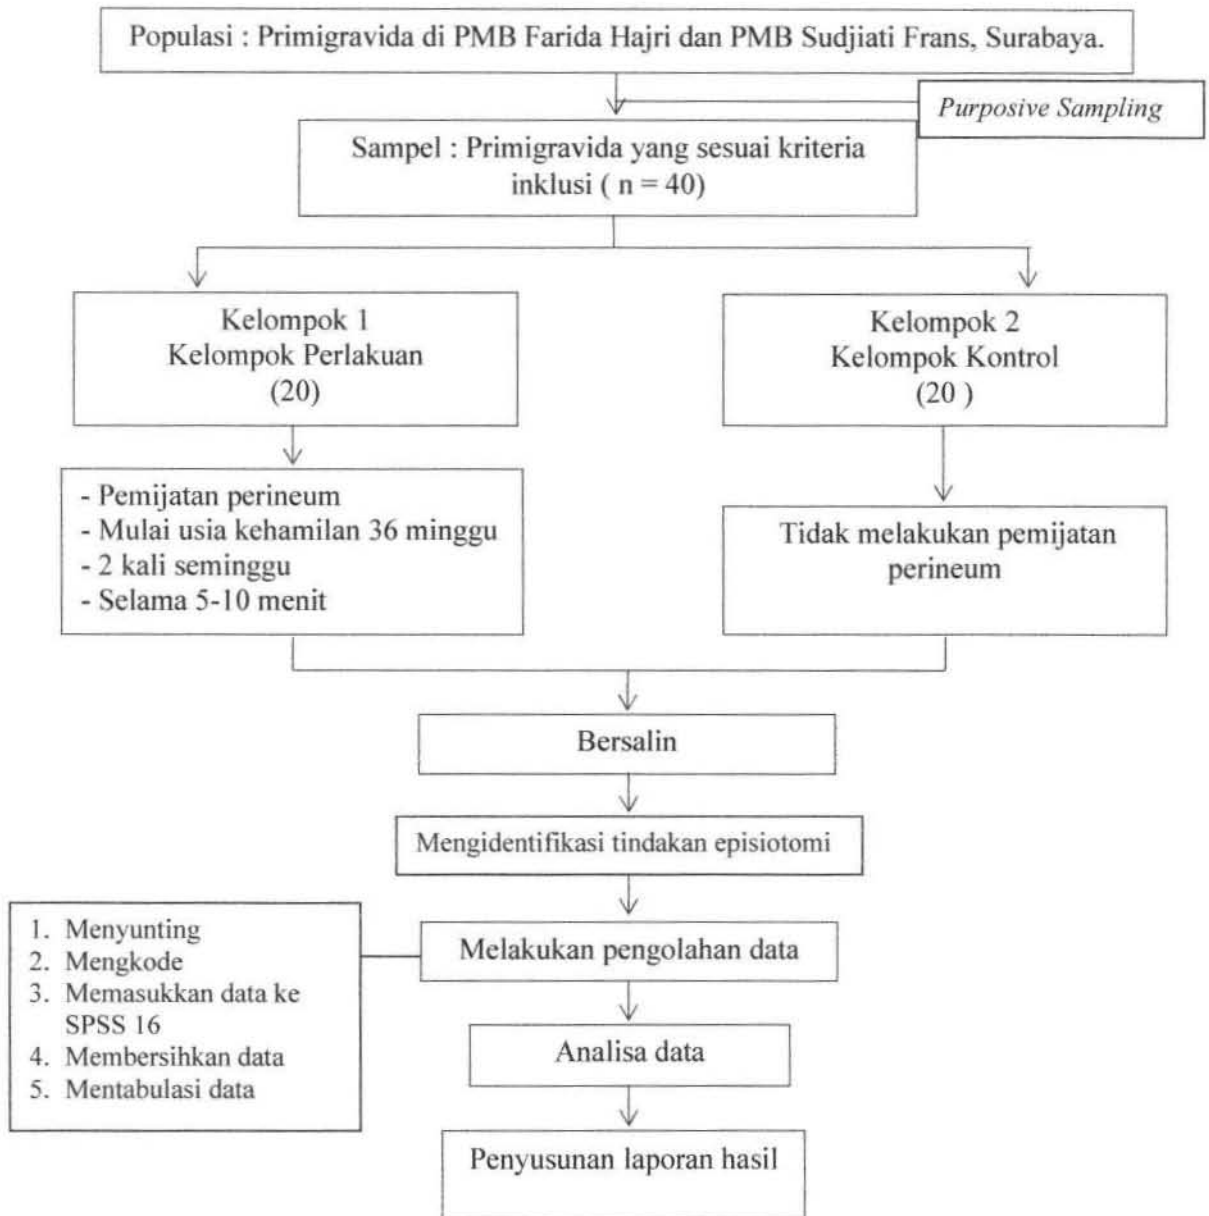 Populasi : Primigravida di PMB Farida Hajri dan PMB Sudjiati Frans, Surabaya.
Purposive Sampling
Sampel : Primigravida yang sesuai kriteria
inklusi ( n = 40)
Kelompok 1
Kelompok Perlakuan
(20)
Kelompok 2
Kelompok Kontrol
(20 )
- Pemijatan perineum
- Mulai usia kehamilan 36 minggu
- 2 kali seminggu
- Selama 5-10 menit
Tidak melakukan pemijatan
perineum
Bersalin
Mengidentifikasi tindakan episiotomi
1. Menyunting
2. Mengkode
3. Memasukkan data ke
SPSS 16
4. Membersihkan data
5. Mentabulasi data
Melakukan pengolahan data
Analisa data
Penyusunan laporan hasil